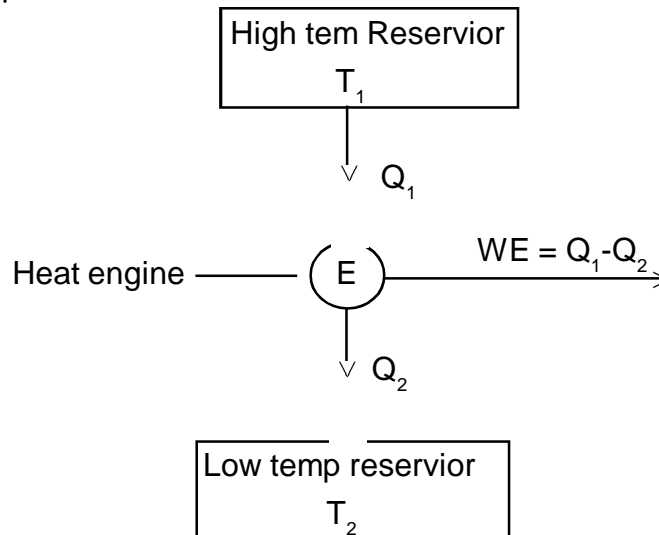 High tem Reservior
T₁
Q₁
WE = Q₁-Q₂
Heat engine
E
Q₂
Low temp reservior
T₂